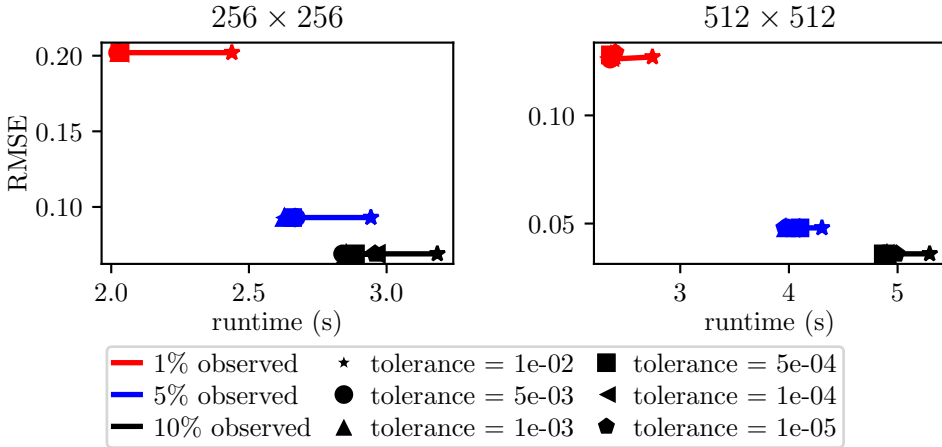 256 × 256
512 × 512
RMSE
0.20
0.15
0.10
2.0 2.5 3.0
runtime (s)
0.10
0.05
3 4 5
runtime (s)
1% observed
5% observed
10% observed
tolerance = 1e-02
tolerance = 5e-03
tolerance = 1e-03
tolerance = 5e-04
tolerance = 1e-04
tolerance = 1e-05